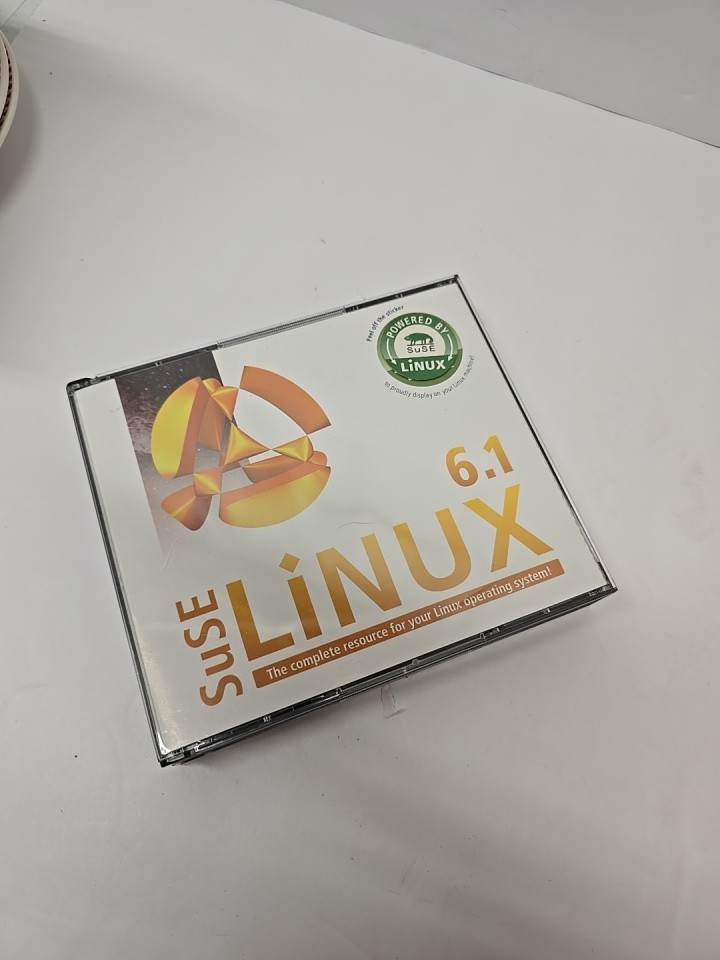 Peel off the sticker
POWERED BY
SuSE
LiNUX
to proudly display on your Linux machine!
6.1
SuSE
LiNUX
The complete resource for your Linux operating system!